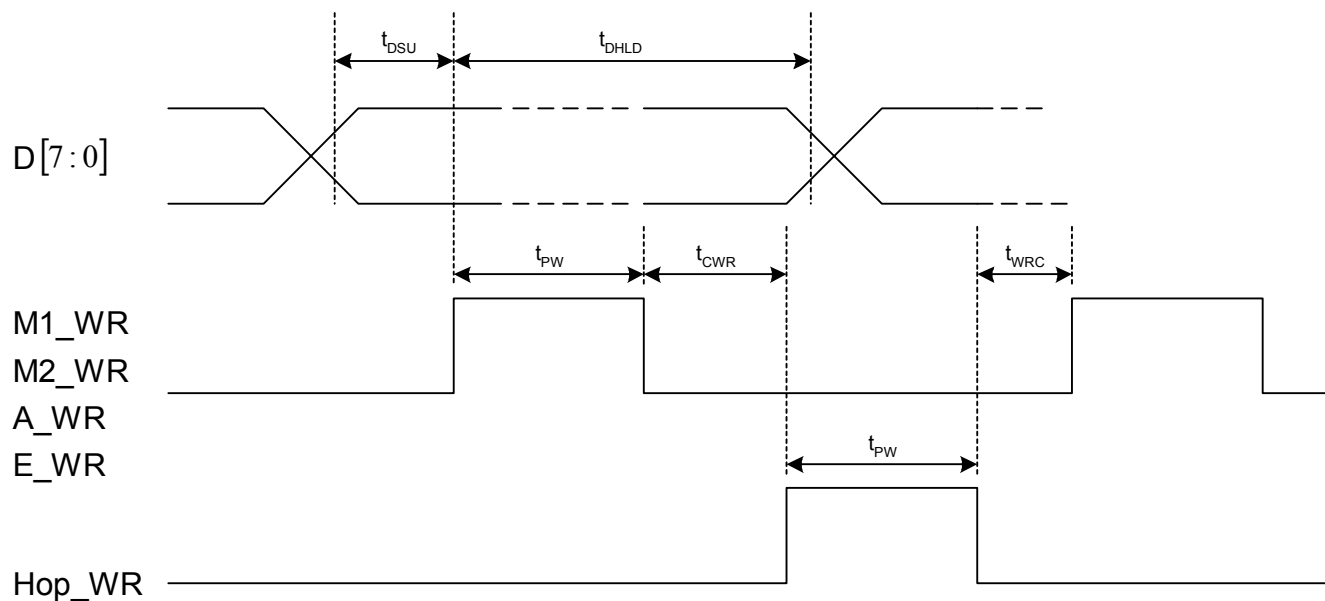 tDSU tDHLD
D[7:0]
tPW tCWR tWRC
M1_WR
M2_WR
A_WR
E_WR
tPW
Hop_WR